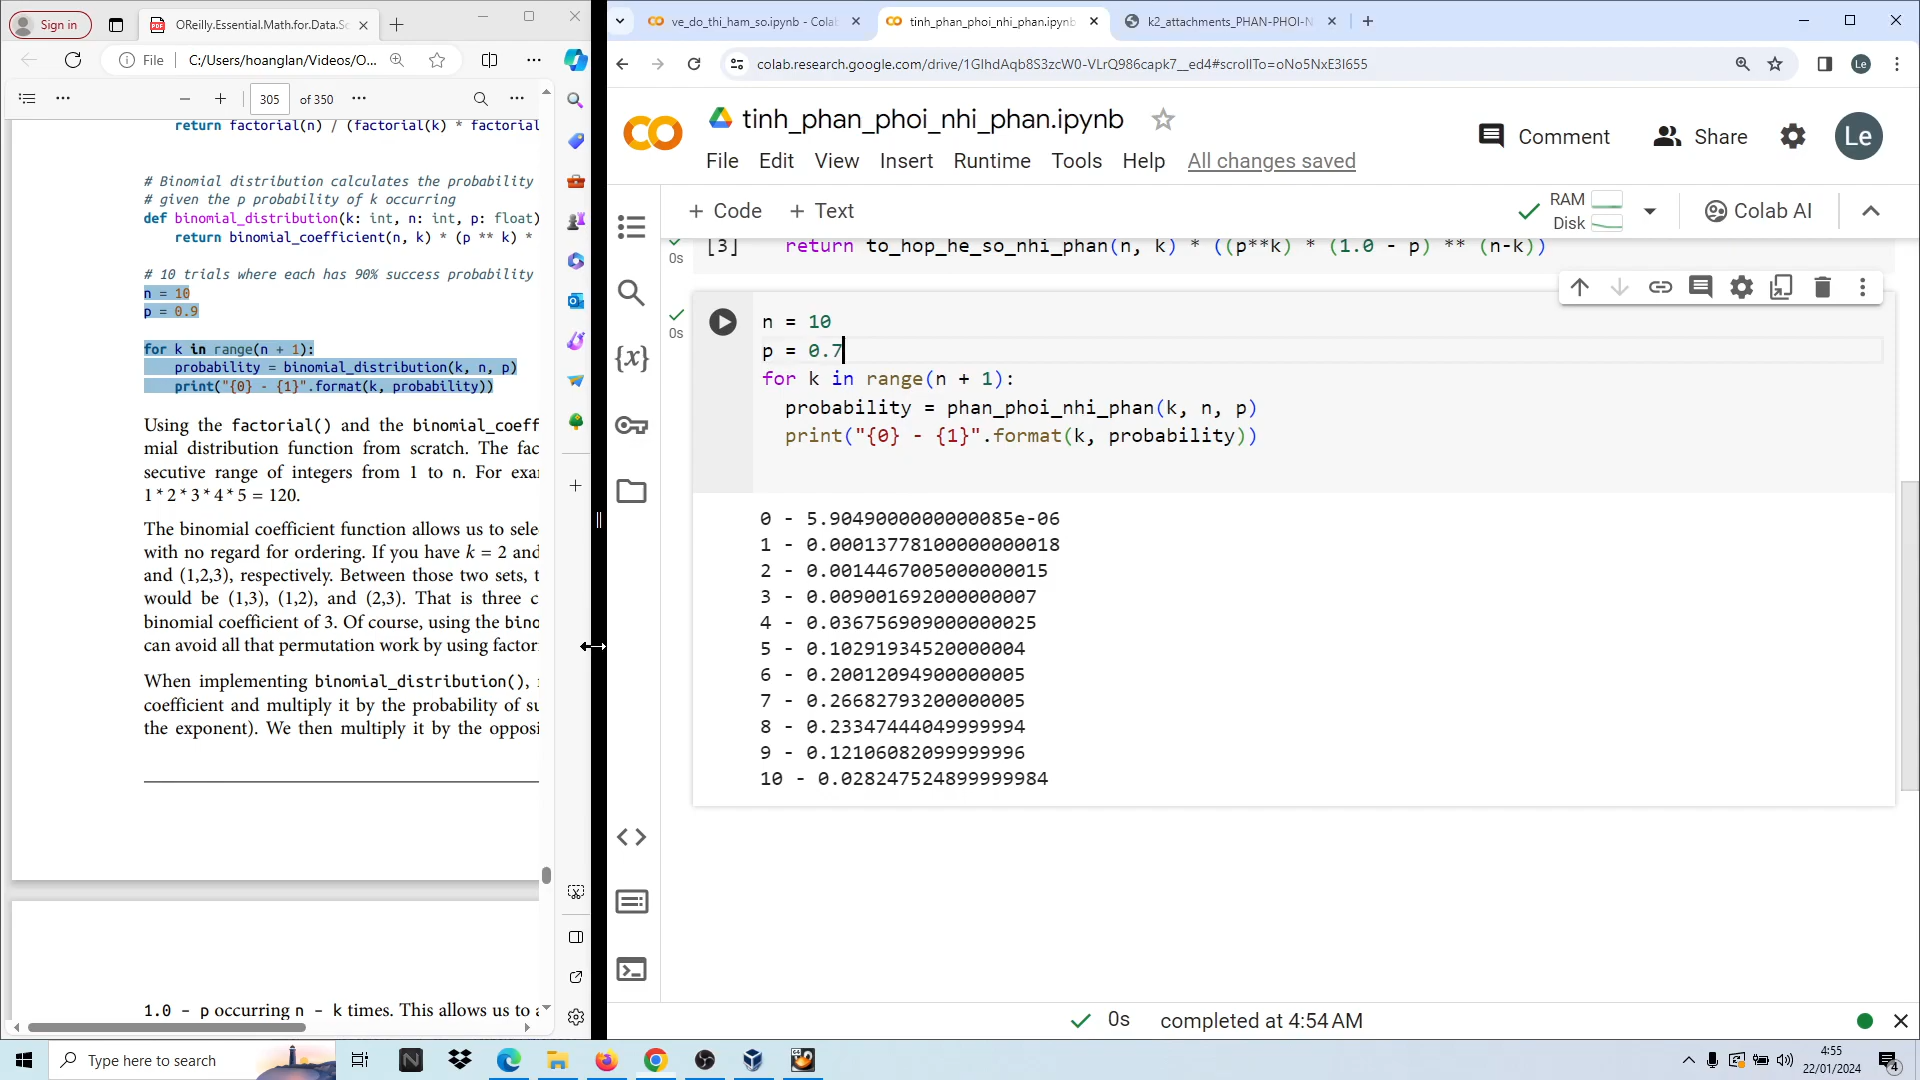 Sign in
OReilly.Essential.Math.for.Data.Sc
File
C:/Users/hoanglan/Videos/O...
305
of 350
return factorial(n) / (factorial(k) * factorial
# Binomial distribution calculates the probability
# given the p probability of k occurring
def binomial_distribution(k: int, n: int, p: float)
return binomial_coefficient(n, k) * (p ** k) *
# 10 trials where each has 90% success probability
n = 10
p = 0.9
for k in range(n + 1):
probability = binomial_distribution(k, n, p)
print("{0} - {1}".format(k, probability))
Using the factorial() and the binomial_coeff
mial distribution function from scratch. The fac
secutive range of integers from 1 to n. For exa
1 * 2 * 3 * 4 * 5 = 120.
The binomial coefficient function allows us to sele
with no regard for ordering. If you have k = 2 and
and (1,2,3), respectively. Between those two sets, t
would be (1,3), (1,2), and (2,3). That is three c
binomial coefficient of 3. Of course, using the bino
can avoid all that permutation work by using factor
When implementing binomial_distribution(),
coefficient and multiply it by the probability of su
the exponent). We then multiply it by the opposi
1.0 - p occurring n - k times. This allows us to a
ve_do_thi_ham_so.ipynb - Colab
tinh_phan_phoi_nhi_phan.ipynb
k2_attachments_PHAN-PHOI-N
colab.research.google.com/drive/1GIhdAqb8S3zcW0-VLrQ986capk7__ed4#scrollTo=oNo5NxE3I655
Le
tinh_phan_phoi_nhi_phan.ipynb
Comment
Share
Le
File Edit View Insert Runtime Tools Help All changes saved
+ Code + Text
RAM
Disk
Colab AI
[3] return to_hop_he_so_nhi_phan(n, k) * ((p**k) * (1.0 - p) ** (n-k))
0s
0s
n = 10
p = 0.7
for k in range(n + 1):
probability = phan_phoi_nhi_phan(k, n, p)
print("{0} - {1}".format(k, probability))
0 - 5.9049000000000085e-06
1 - 0.00013778100000000018
2 - 0.0014467005000000015
3 - 0.009001692000000007
4 - 0.036756909000000025
5 - 0.10291934520000004
6 - 0.20012094900000005
7 - 0.26682793200000005
8 - 0.23347444049999994
9 - 0.12106082099999996
10 - 0.028247524899999984
0s completed at 4:54 AM
Type here to search
4:55
22/01/2024
4